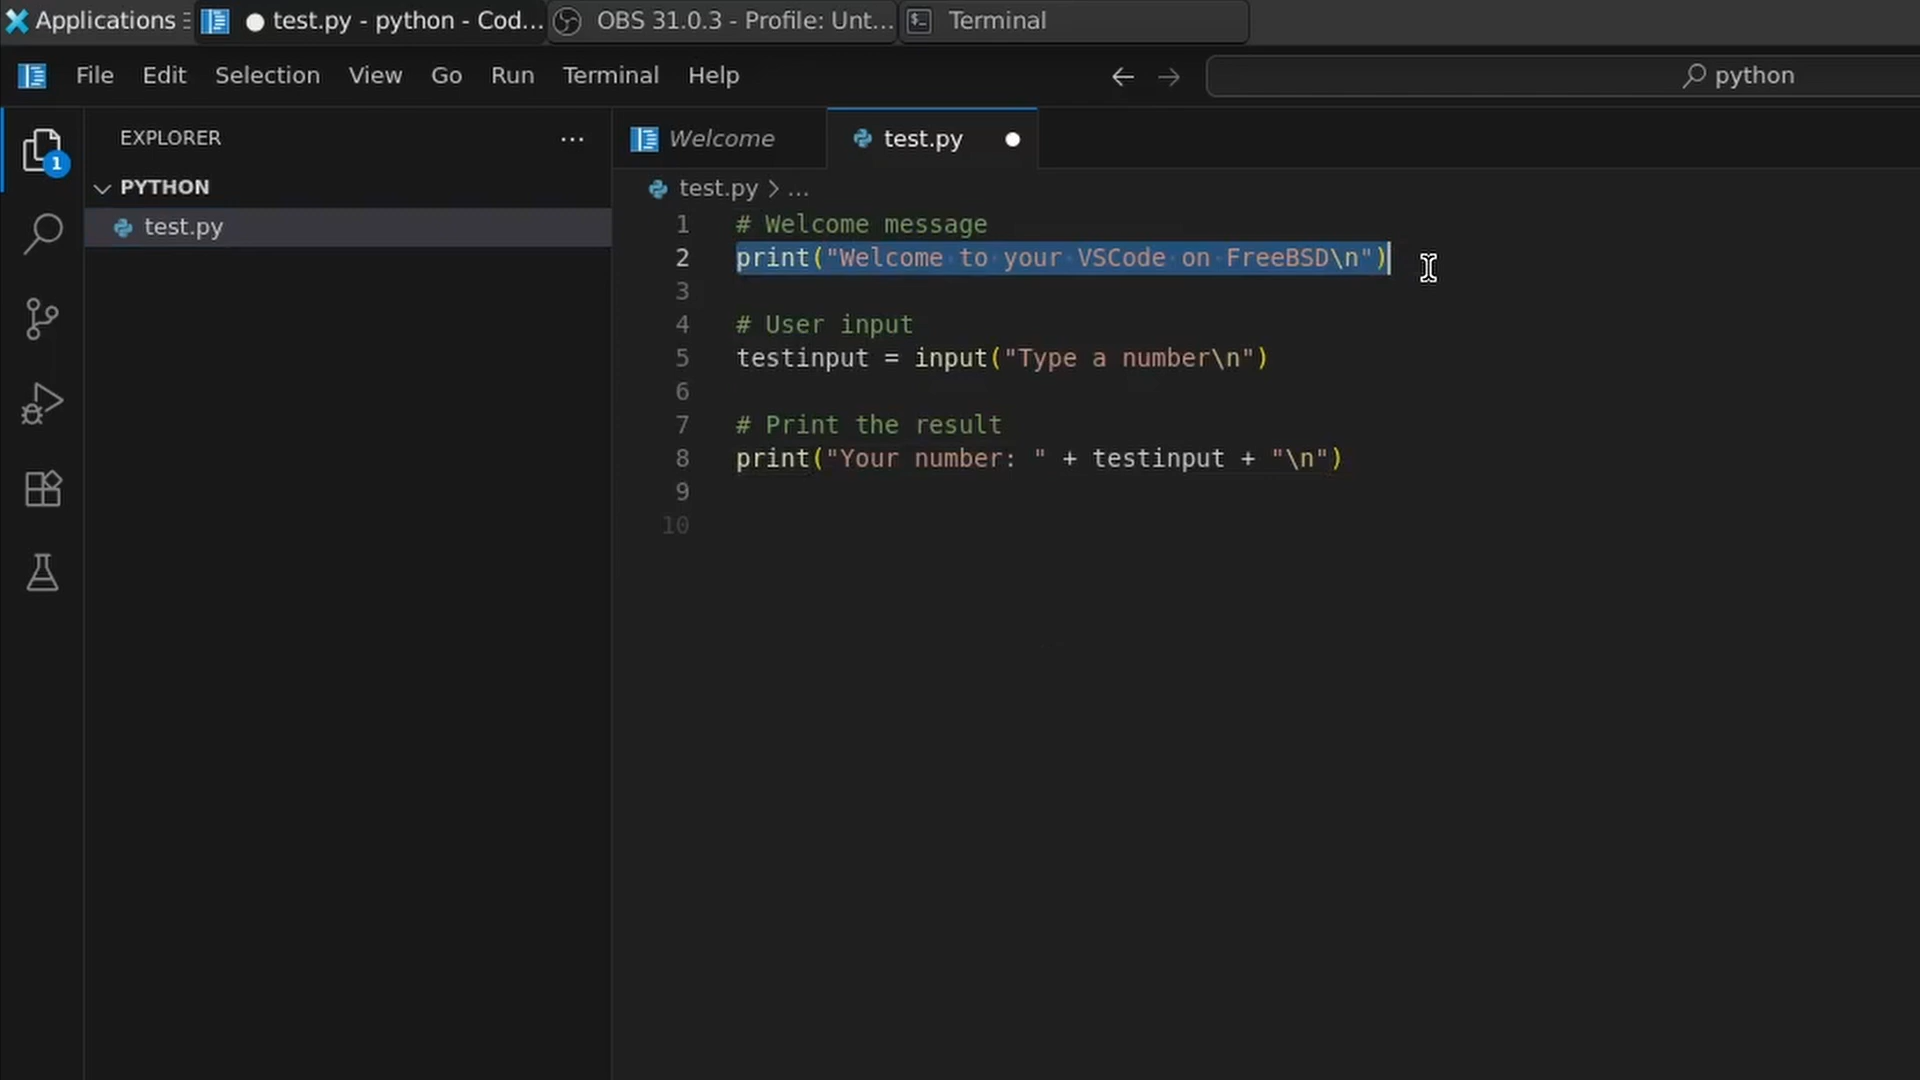 Applications
test.py - python - Cod...
OBS 31.0.3 - Profile: Unt...
Terminal
File Edit Selection View Go Run Terminal Help
python
1
EXPLORER
PYTHON
test.py
Welcome
test.py
test.py > ...
1 # Welcome message
2 print("Welcome to your VSCode on FreeBSD\n")
3
4 # User input
5 testinput = input("Type a number\n")
6
7 # Print the result
8 print("Your number: " + testinput + "\n")
9
10